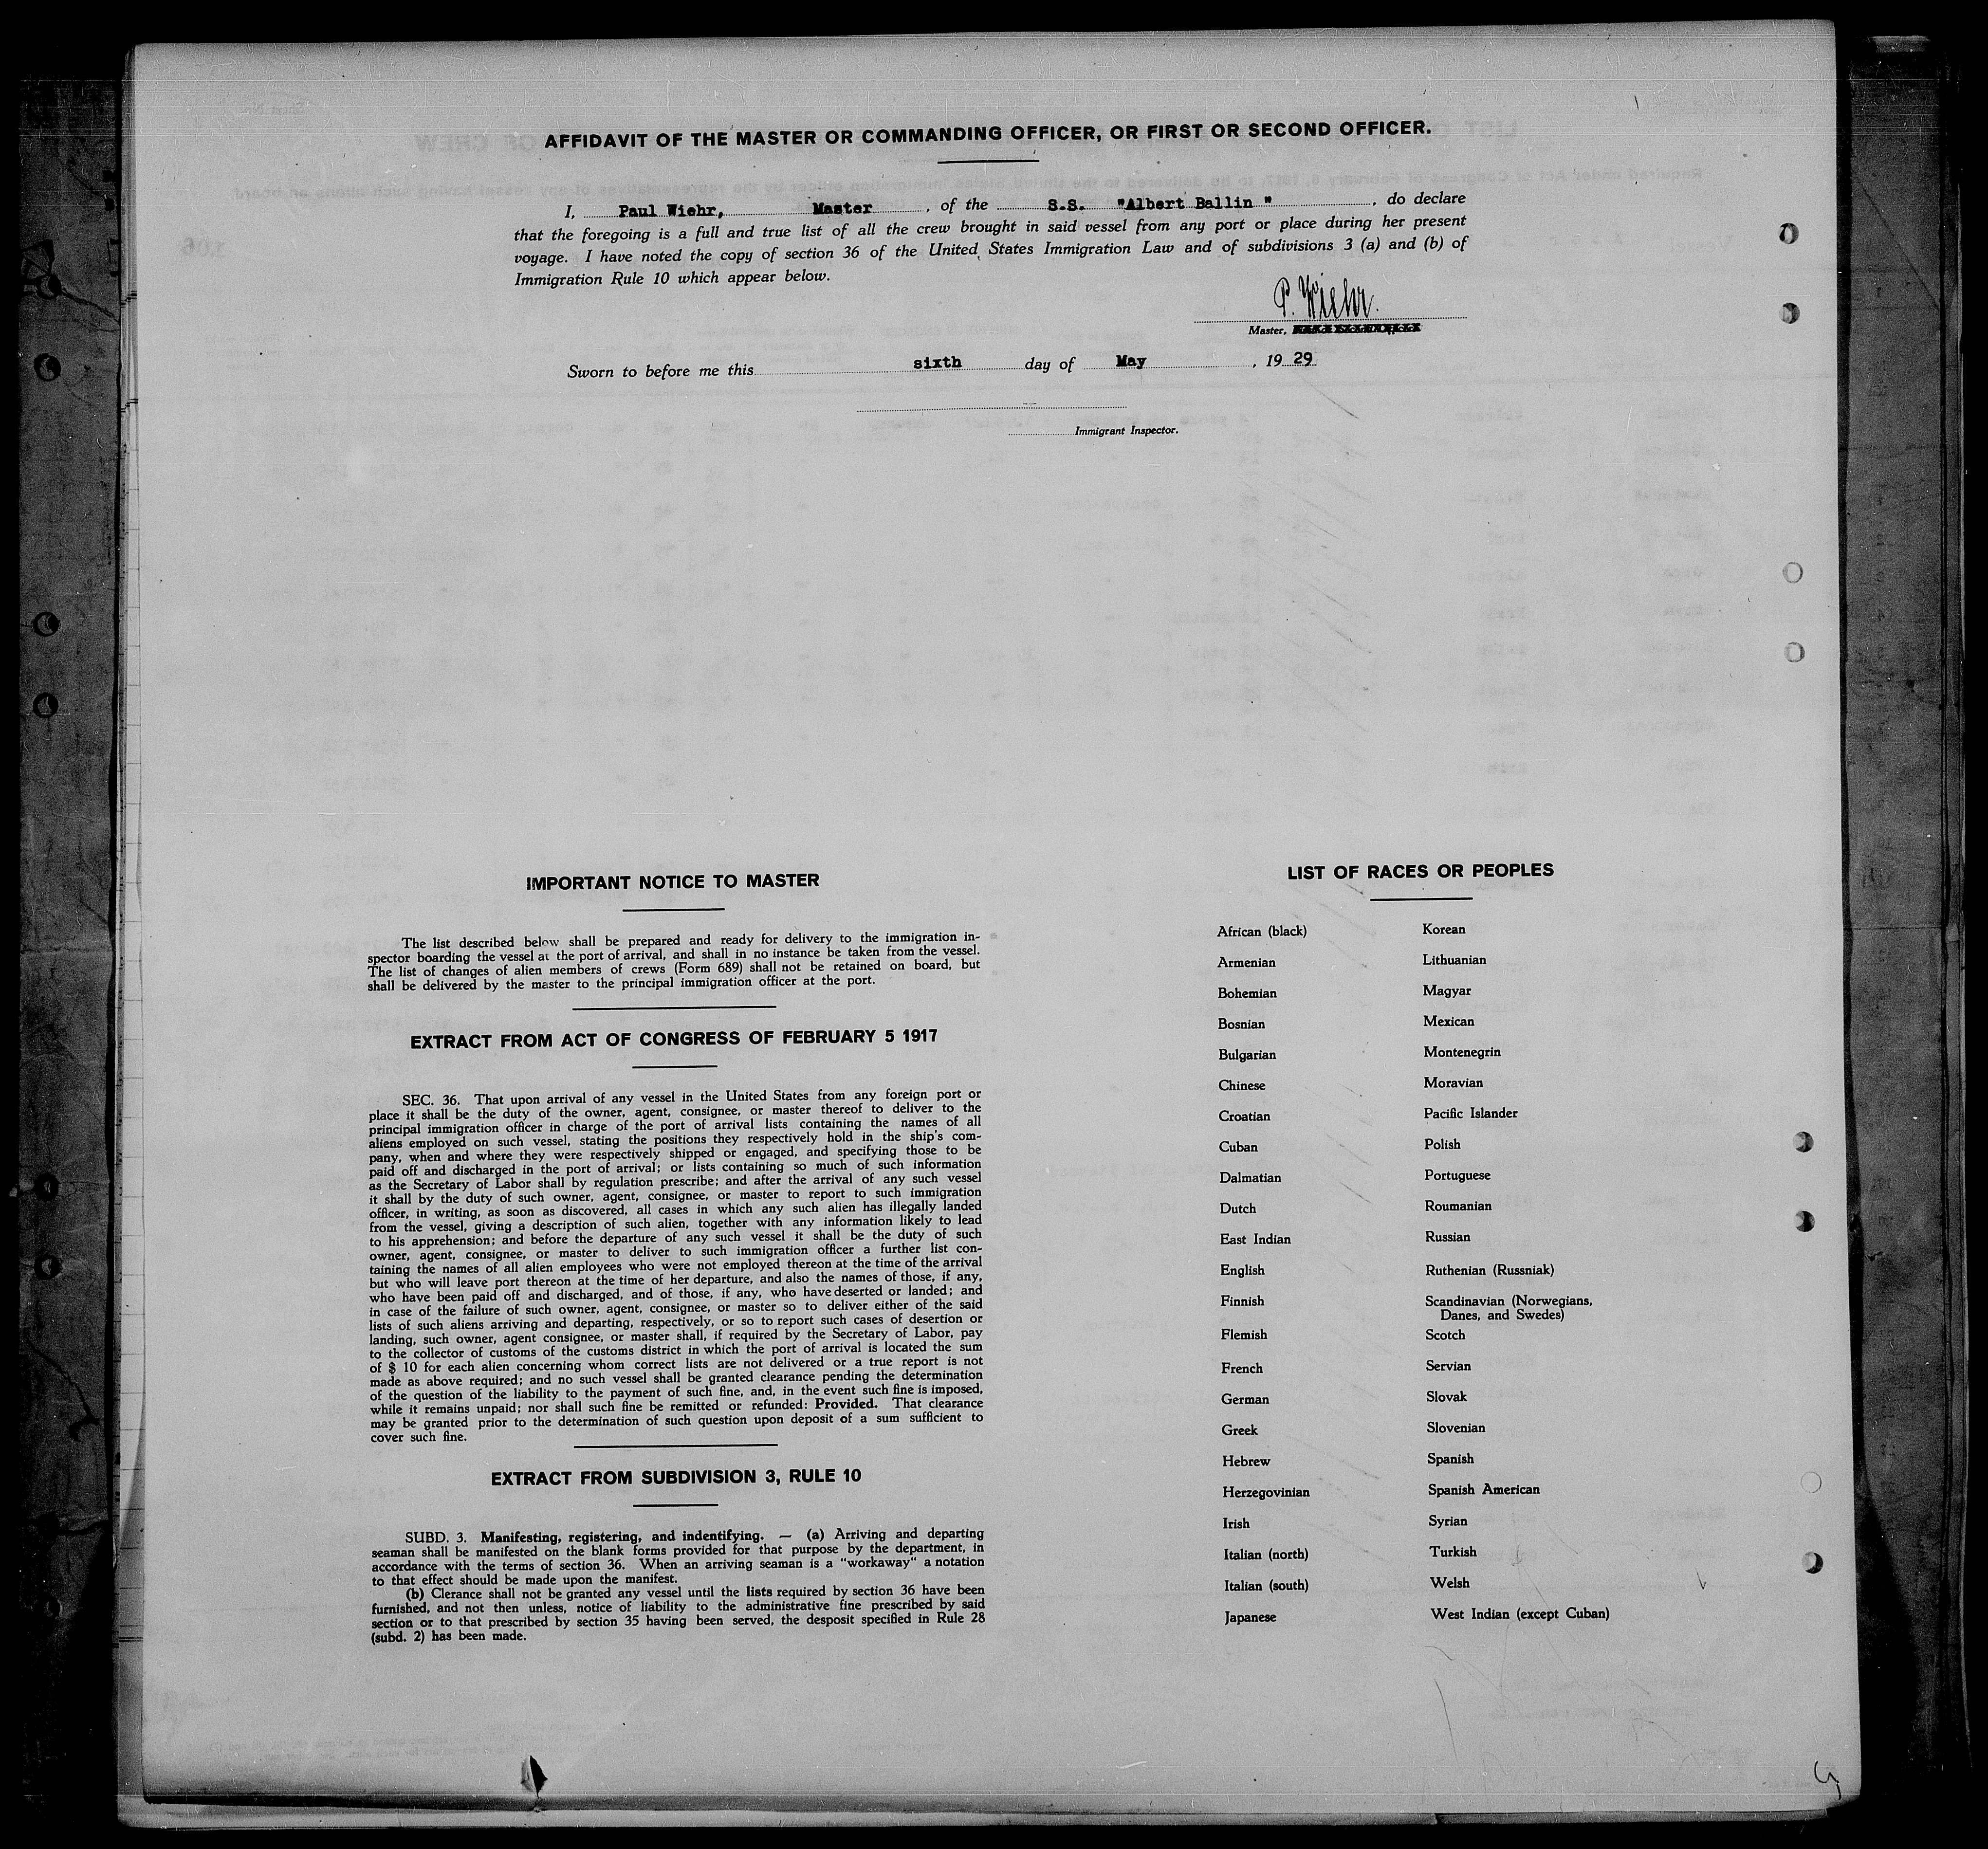 AFFIDAVIT OF THE MASTER OR COMMANDING OFFICER, OR FIRST OR SECOND OFFICER.
I, Paul Wiehr, Master, of the S.S. "Albert Ballin ", do declare
that the foregoing is a full and true list of all the crew brought in said vessel from any port or place during her present
voyage. I have noted the copy of section 36 of the United States Immigration Law and of subdivisions 3 (a) and (b) of
Immigration Rule 10 which appear below.
P. Wiehr.
Master,
Sworn to before me this sixth day of May, 19 29
Immigrant Inspector.
IMPORTANT NOTICE TO MASTER
The list described below shall be prepared and ready for delivery to the immigration in-
spector boarding the vessel at the port of arrival, and shall in no instance be taken from the vessel.
The list of changes of alien members of crews (Form 689) shall not be retained on board, but
shall be delivered by the master to the principal immigration officer at the port.
EXTRACT FROM ACT OF CONGRESS OF FEBRUARY 5 1917
SEC. 36. That upon arrival of any vessel in the United States from any foreign port or
place it shall be the duty of the owner, agent, consignee, or master thereof to deliver to the
principal immigration officer in charge of the port of arrival lists containing the names of all
aliens employed on such vessel, stating the positions they respectively hold in the ship's com-
pany, when and where they were respectively shipped or engaged, and specifying those to be
paid off and discharged in the port of arrival; or lists containing so much of such information
as the Secretary of Labor shall by regulation prescribe; and after the arrival of any such vessel
it shall by the duty of such owner, agent, consignee, or master to report to such immigration
officer, in writing, as soon as discovered, all cases in which any such alien has illegally landed
from the vessel, giving a description of such alien, together with any information likely to lead
to his apprehension; and before the departure of any such vessel it shall be the duty of such
owner, agent, consignee, or master to deliver to such immigration officer a further list con-
taining the names of all alien employees who were not employed thereon at the time of the arrival
but who will leave port thereon at the time of her departure, and also the names of those, if any,
who have been paid off and discharged, and of those, if any, who have deserted or landed; and
in case of the failure of such owner, agent, consignee, or master so to deliver either of the said
lists of such aliens arriving and departing, respectively, or so to report such cases of desertion or
landing, such owner, agent consignee, or master shall, if required by the Secretary of Labor, pay
to the collector of customs of the customs district in which the port of arrival is located the sum
of $ 10 for each alien concerning whom correct lists are not delivered or a true report is not
made as above required; and no such vessel shall be granted clearance pending the determination
of the question of the liability to the payment of such fine, and, in the event such fine is imposed,
while it remains unpaid; nor shall such fine be remitted or refunded: Provided. That clearance
may be granted prior to the determination of such question upon deposit of a sum sufficient to
cover such fine.
EXTRACT FROM SUBDIVISION 3, RULE 10
SUBD. 3. Manifesting, registering, and indentifying. — (a) Arriving and departing
seaman shall be manifested on the blank forms provided for that purpose by the department, in
accordance with the terms of section 36. When an arriving seaman is a "workaway" a notation
to that effect should be made upon the manifest.
(b) Clerance shall not be granted any vessel until the lists required by section 36 have been
furnished, and not then unless, notice of liability to the administrative fine prescribed by said
section or to that prescribed by section 35 having been served, the desposit specified in Rule 28
(subd. 2) has been made.
LIST OF RACES OR PEOPLES
African (black)
Armenian
Bohemian
Bosnian
Bulgarian
Chinese
Croatian
Cuban
Dalmatian
Dutch
East Indian
English
Finnish
Flemish
French
German
Greek
Hebrew
Herzegovinian
Irish
Italian (north)
Italian (south)
Japanese
Korean
Lithuanian
Magyar
Mexican
Montenegrin
Moravian
Pacific Islander
Polish
Portuguese
Roumanian
Russian
Ruthenian (Russniak)
Scandinavian (Norwegians,
Danes, and Swedes)
Scotch
Servian
Slovak
Slovenian
Spanish
Spanish American
Syrian
Turkish
Welsh
West Indian (except Cuban)